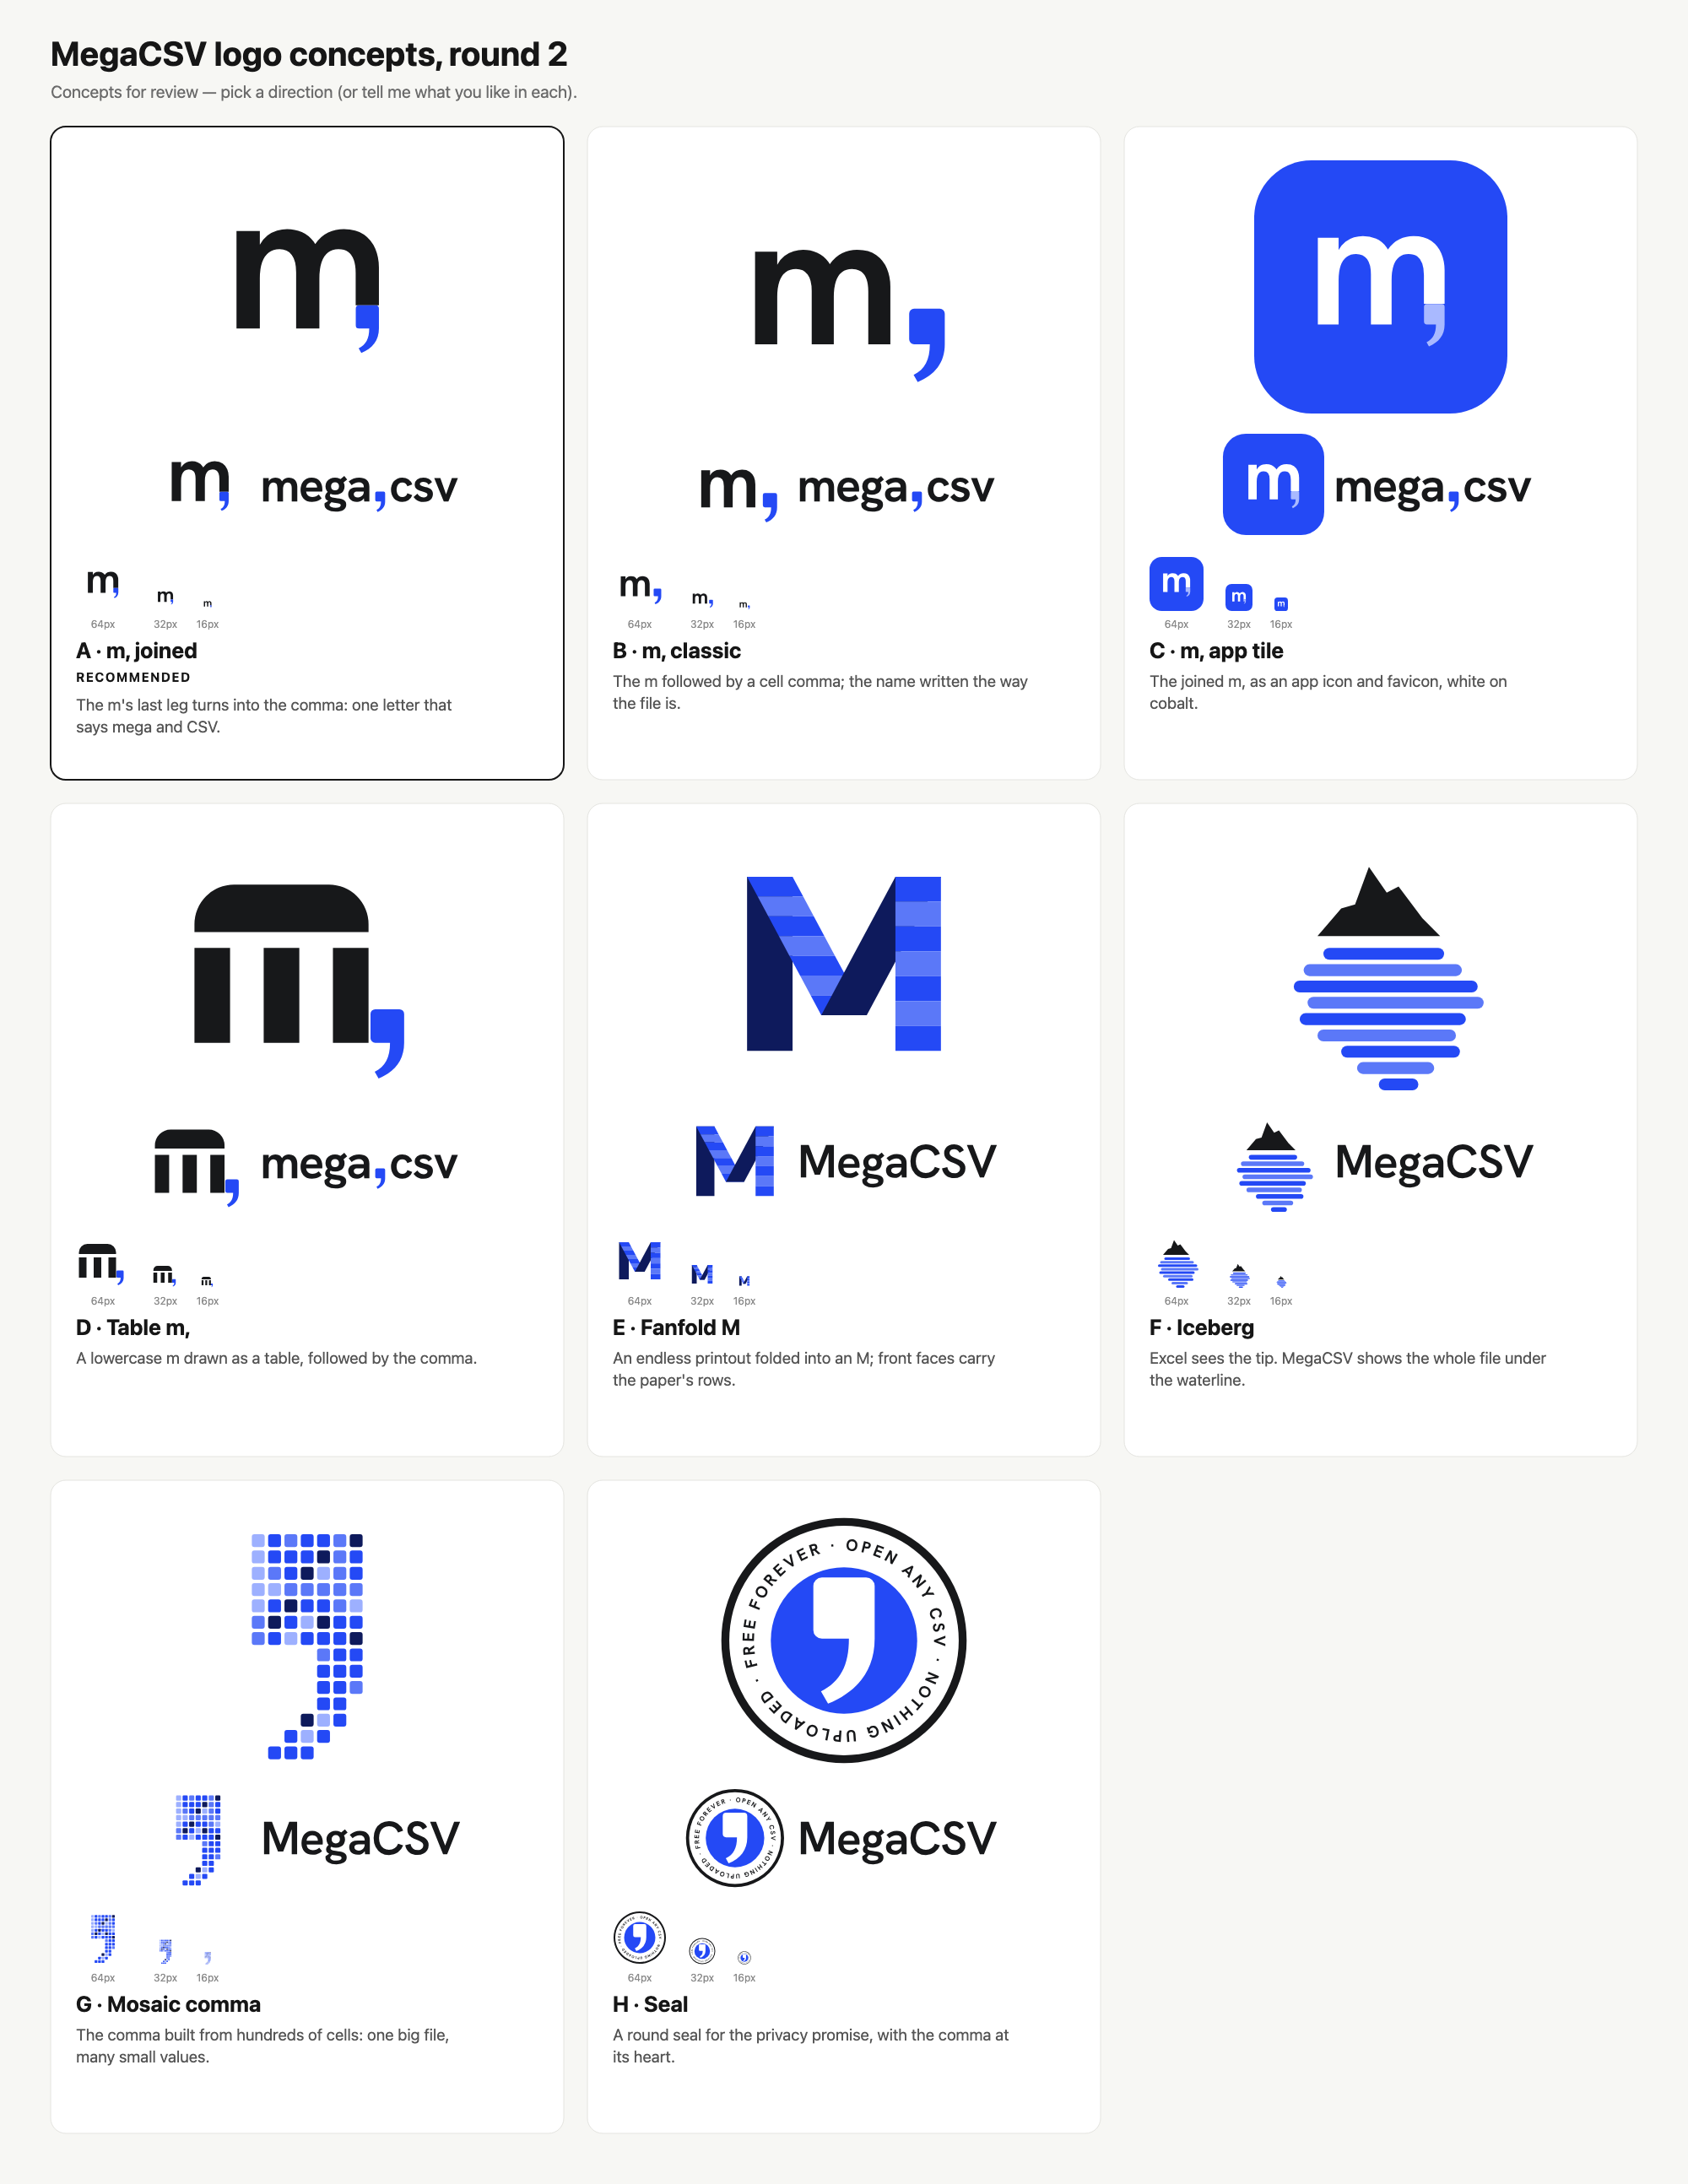 MegaCSV logo concepts, round 2
Concepts for review — pick a direction (or tell me what you like in each).
m,
m, mega,csv
m, m, m,
64px 32px 16px
A · m, joined
RECOMMENDED
The m's last leg turns into the comma: one letter that
says mega and CSV.
m,
m, mega,csv
m, m, m,
64px 32px 16px
B · m, classic
The m followed by a cell comma; the name written the way
the file is.
m,
m, mega,csv
m, m, m
64px 32px 16px
C · m, app tile
The joined m, as an app icon and favicon, white on
cobalt.
m,
m, mega,csv
m, m, m,
64px 32px 16px
D · Table m,
A lowercase m drawn as a table, followed by the comma.
M
M MegaCSV
M M M
64px 32px 16px
E · Fanfold M
An endless printout folded into an M; front faces carry
the paper's rows.
MegaCSV
64px 32px 16px
F · Iceberg
Excel sees the tip. MegaCSV shows the whole file under
the waterline.
,
, MegaCSV
, , ,
64px 32px 16px
G · Mosaic comma
The comma built from hundreds of cells: one big file,
many small values.
FREE FOREVER · OPEN ANY CSV · NOTHING UPLOADED ·
,
FREE FOREVER · OPEN ANY CSV · NOTHING UPLOADED ·
, MegaCSV
, , ,
64px 32px 16px
H · Seal
A round seal for the privacy promise, with the comma at
its heart.